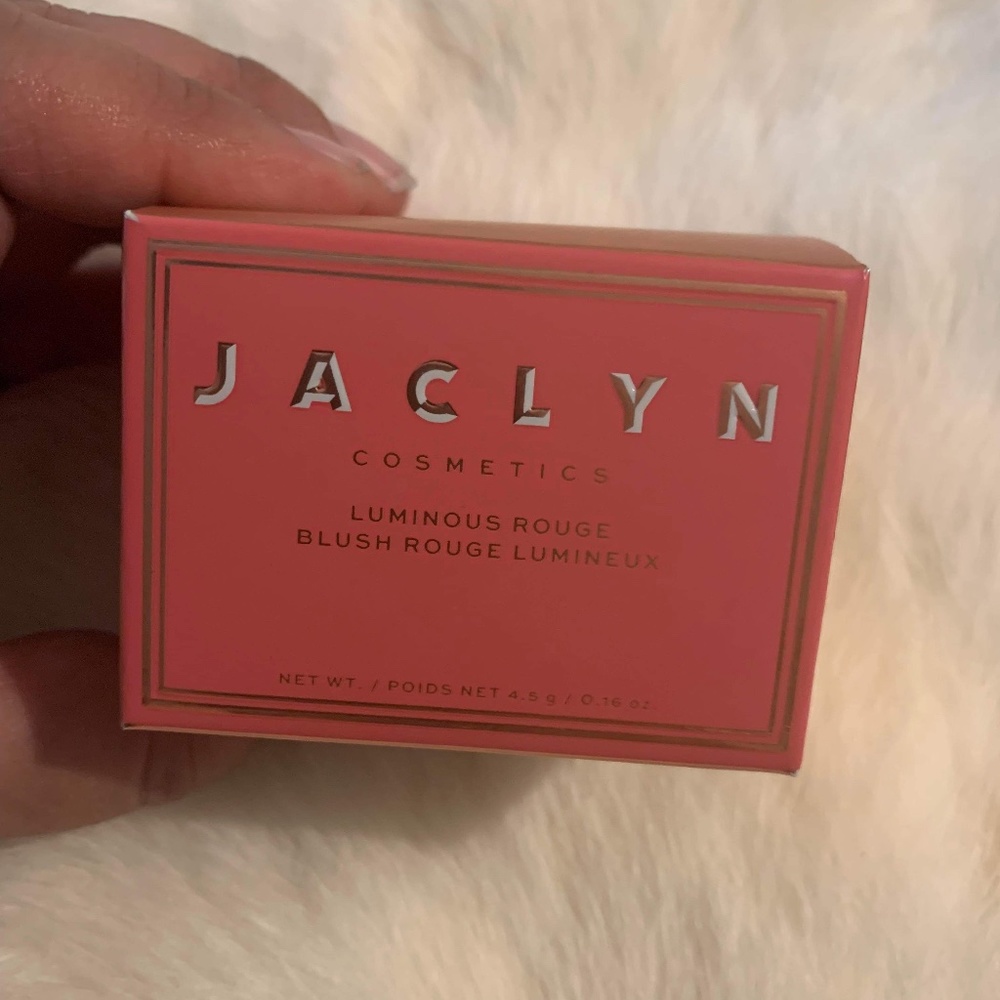 JACLYN
COSMETICS
LUMINOUS ROUGE
BLUSH ROUGE LUMINEUX
NET WT. / POIDS NET 4.5 g / 0.16 oz